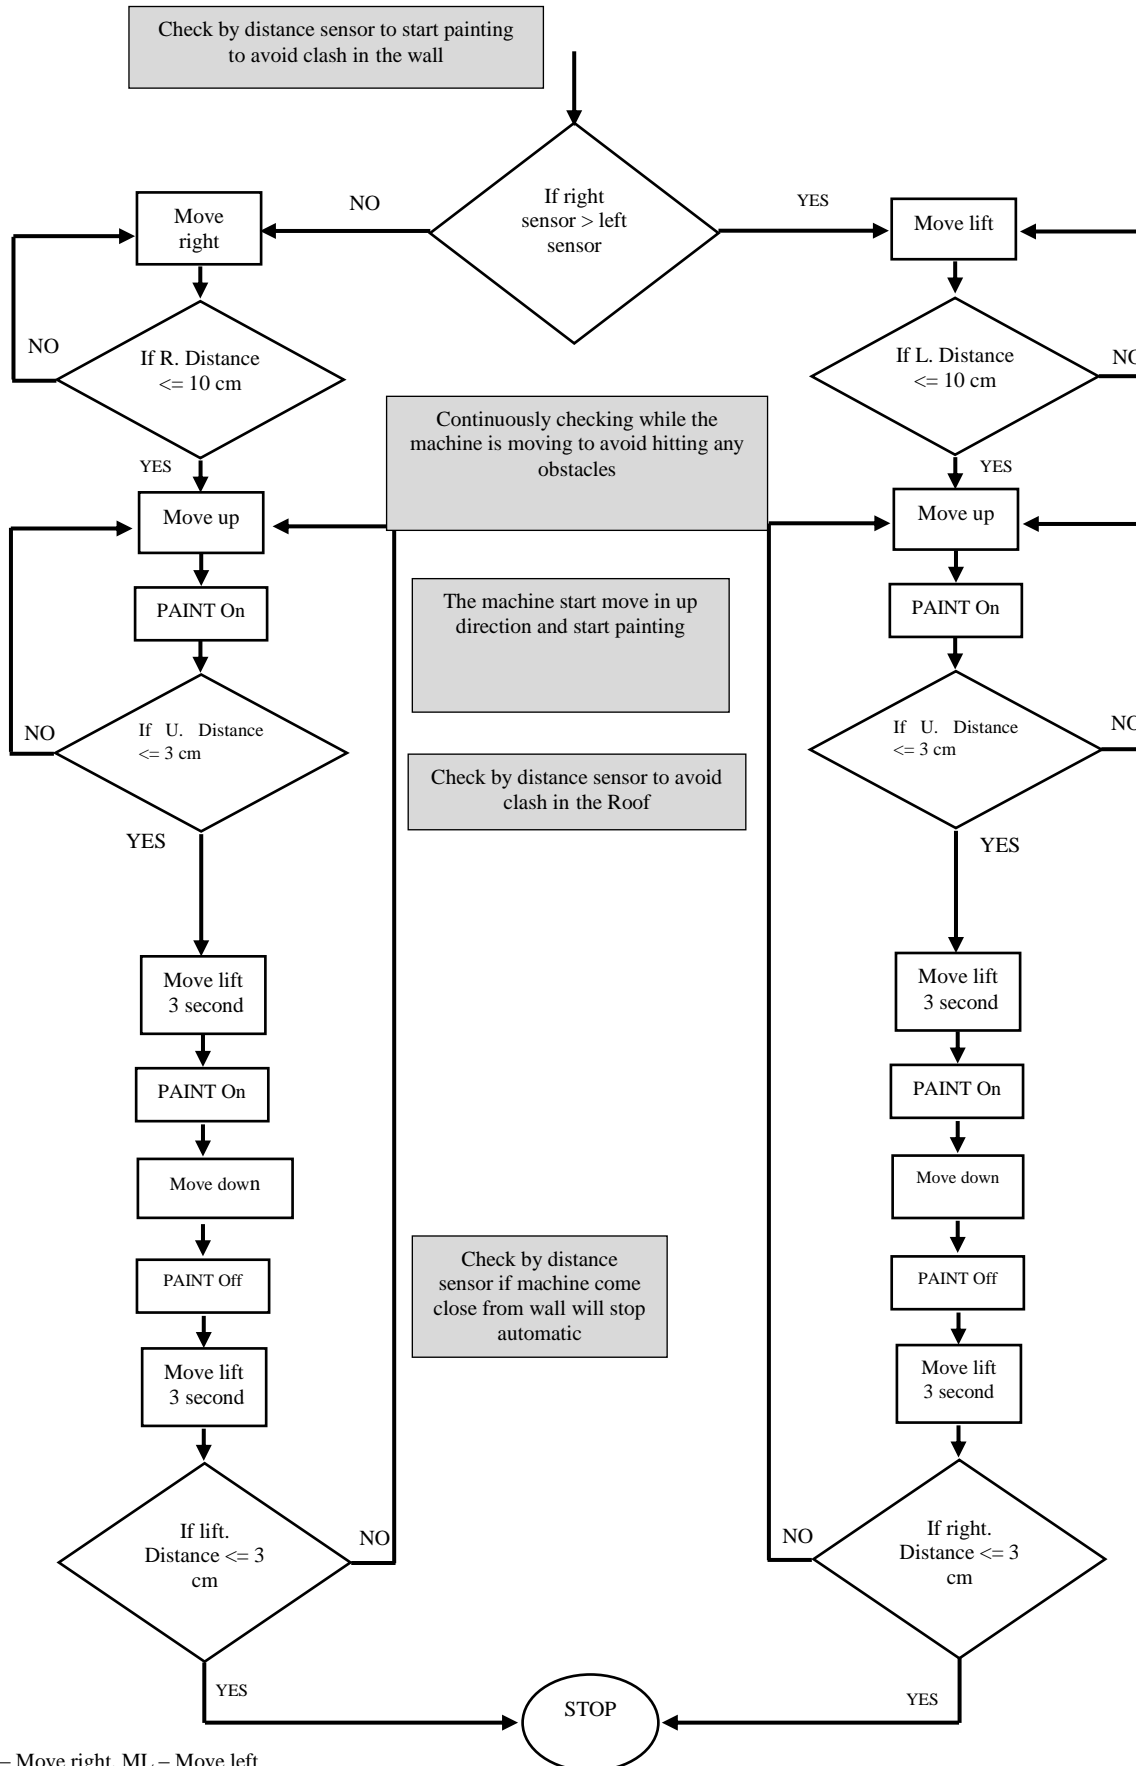 Check by distance sensor to start painting
to avoid clash in the wall
If right
sensor > left
sensor
NO
YES
Move
right
Move lift
If R. Distance
<= 10 cm
NO
If L. Distance
<= 10 cm
NO
Continuously checking while the
machine is moving to avoid hitting any
obstacles
YES
YES
Move up
Move up
PAINT On
The machine start move in up
direction and start painting
PAINT On
If U. Distance
<= 3 cm
NO
If U. Distance
<= 3 cm
NO
Check by distance sensor to avoid
clash in the Roof
YES
YES
Move lift
3 second
Move lift
3 second
PAINT On
PAINT On
Move down
Move down
PAINT Off
PAINT Off
Check by distance
sensor if machine come
close from wall will stop
automatic
Move lift
3 second
Move lift
3 second
If lift.
Distance <= 3
cm
NO
NO
If right.
Distance <= 3
cm
YES
YES
STOP
– Move right, ML – Move left